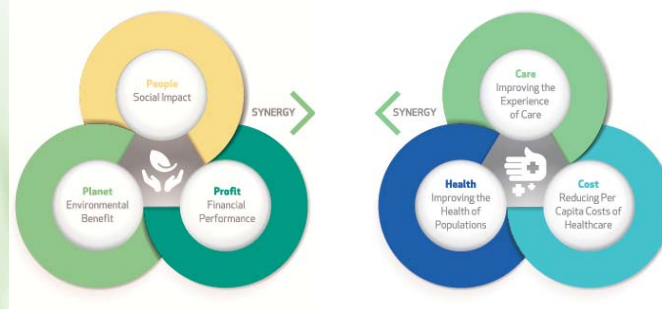 People
Social Impact
SYNERGY
Planet
Environmental
Benefit
Profit
Financial
Performance
Care
Improving the
Experience
of Care
SYNERGY
Health
Improving the
Health of
Populations
Cost
Reducing Per
Capita Costs of
Healthcare